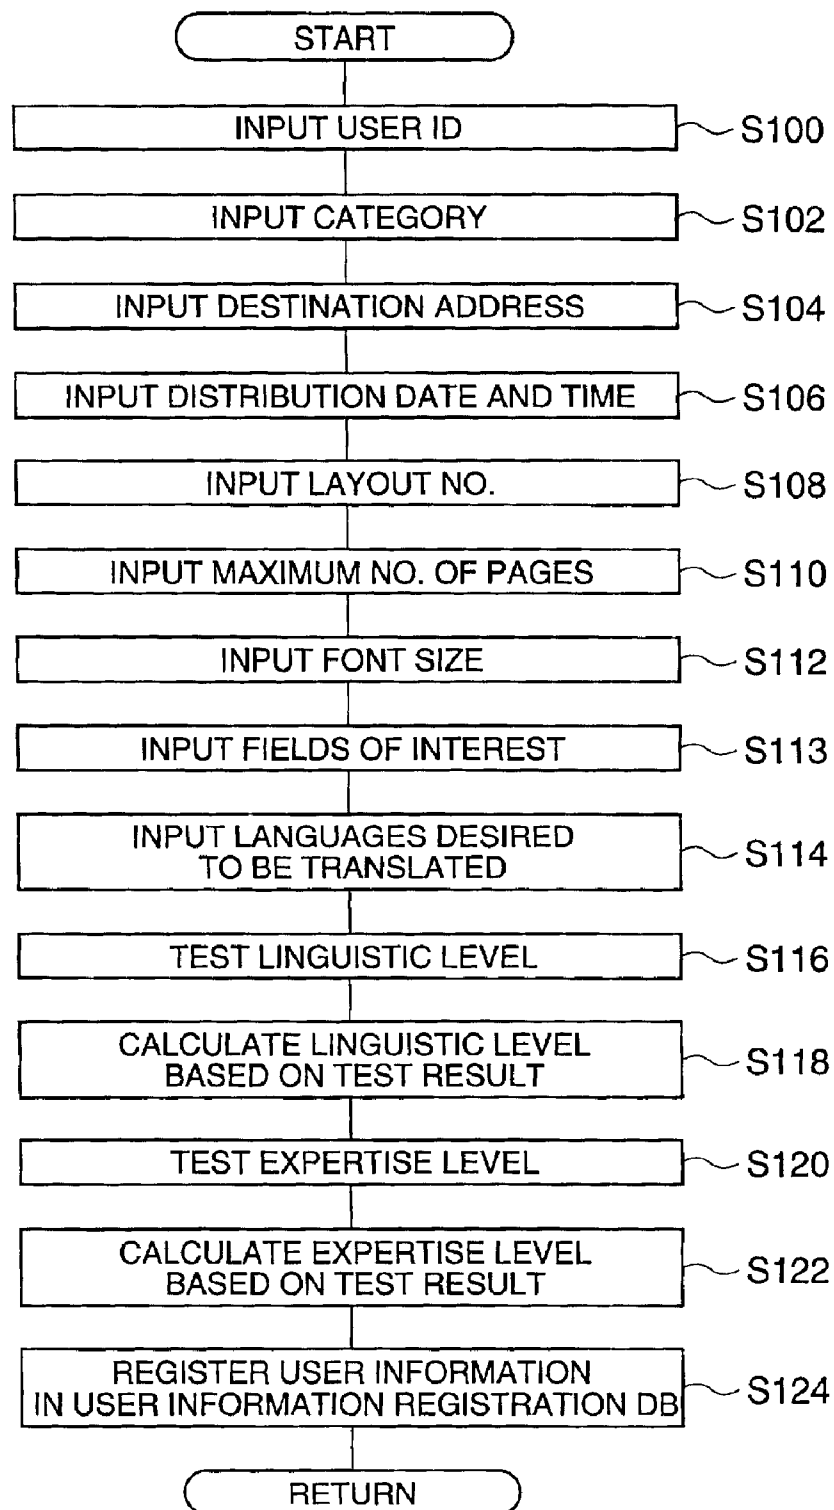 START
INPUT USER ID
S100
INPUT CATEGORY
S102
INPUT DESTINATION ADDRESS
S104
INPUT DISTRIBUTION DATE AND TIME
S106
INPUT LAYOUT NO.
S108
INPUT MAXIMUM NO. OF PAGES
S110
INPUT FONT SIZE
S112
INPUT FIELDS OF INTEREST
S113
INPUT LANGUAGES DESIRED
TO BE TRANSLATED
S114
TEST LINGUISTIC LEVEL
S116
CALCULATE LINGUISTIC LEVEL
BASED ON TEST RESULT
S118
TEST EXPERTISE LEVEL
S120
CALCULATE EXPERTISE LEVEL
BASED ON TEST RESULT
S122
REGISTER USER INFORMATION
IN USER INFORMATION REGISTRATION DB
S124
RETURN